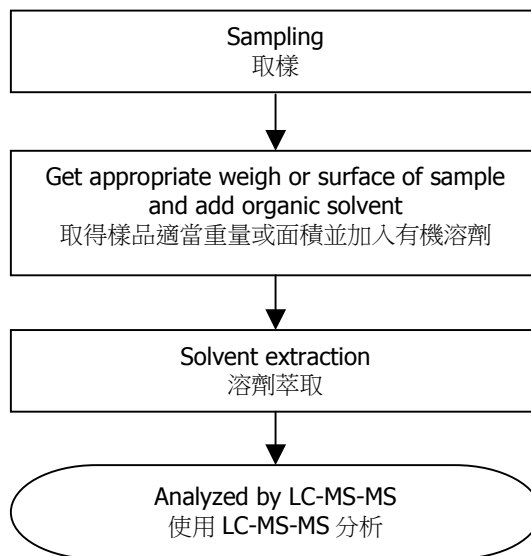 Sampling
取樣
Get appropriate weigh or surface of sample
and add organic solvent
取得樣品適當重量或面積並加入有機溶劑
Solvent extraction
溶劑萃取
Analyzed by LC-MS-MS
使用 LC-MS-MS 分析